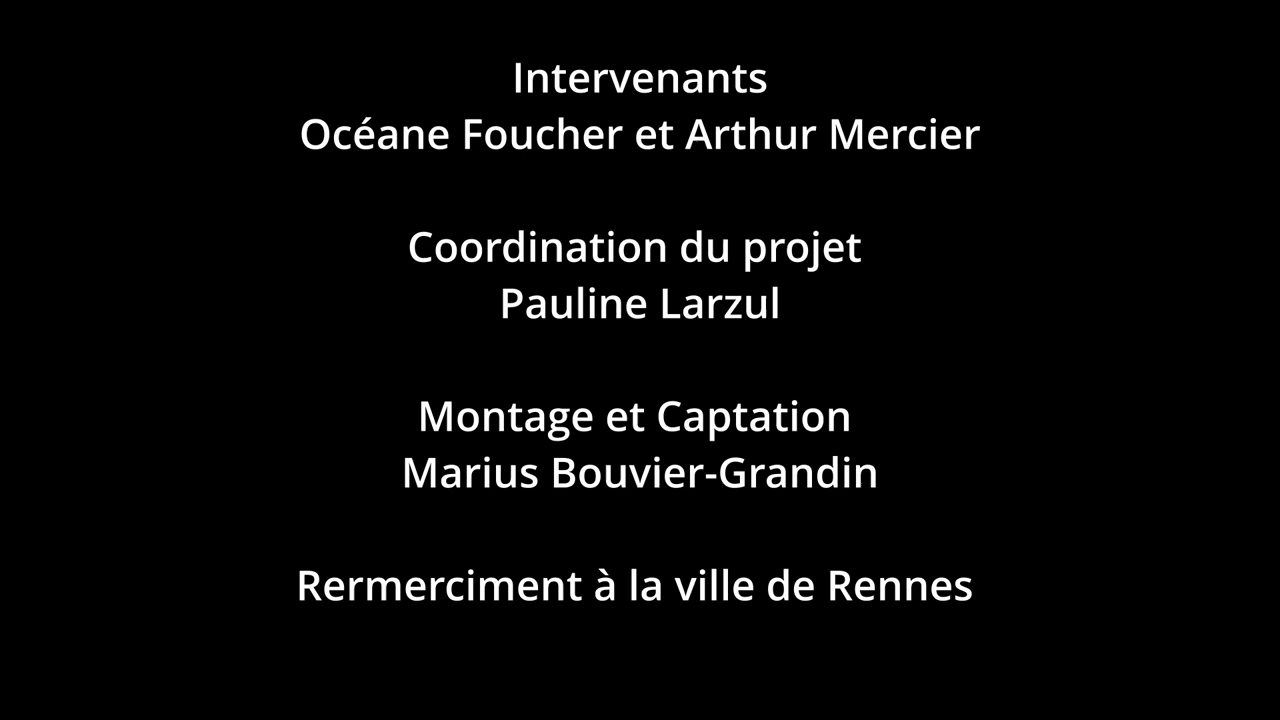 Intervenants
Océane Foucher et Arthur Mercier
Coordination du projet
Pauline Larzul
Montage et Captation
Marius Bouvier-Grandin
Rermerciment à la ville de Rennes